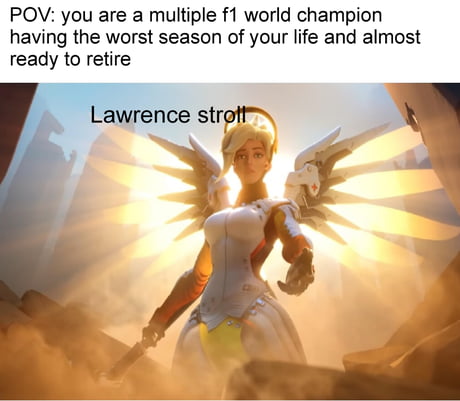 POV: you are a multiple f1 world champion
having the worst season of your life and almost
ready to retire
Lawrence stroll